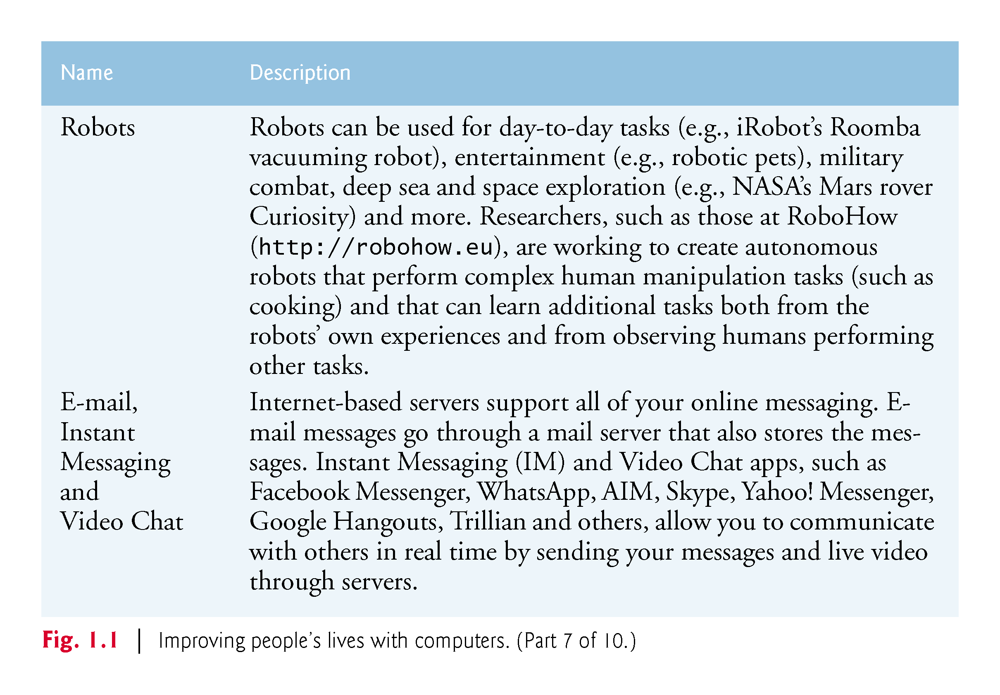 Name Description
Robots Robots can be used for day-to-day tasks (e.g., iRobot’s Roomba
vacuuming robot), entertainment (e.g., robotic pets), military
combat, deep sea and space exploration (e.g., NASA’s Mars rover
Curiosity) and more. Researchers, such as those at RoboHow
(http://robohow.eu), are working to create autonomous
robots that perform complex human manipulation tasks (such as
cooking) and that can learn additional tasks both from the
robots’ own experiences and from observing humans performing
other tasks.
E-mail, Internet-based servers support all of your online messaging. E-
Instant mail messages go through a mail server that also stores the mes-
Messaging sages. Instant Messaging (IM) and Video Chat apps, such as
and Facebook Messenger, WhatsApp, AIM, Skype, Yahoo! Messenger,
Video Chat Google Hangouts, Trillian and others, allow you to communicate
with others in real time by sending your messages and live video
through servers.
Fig. 1.1 | Improving people’s lives with computers. (Part 7 of 10.)